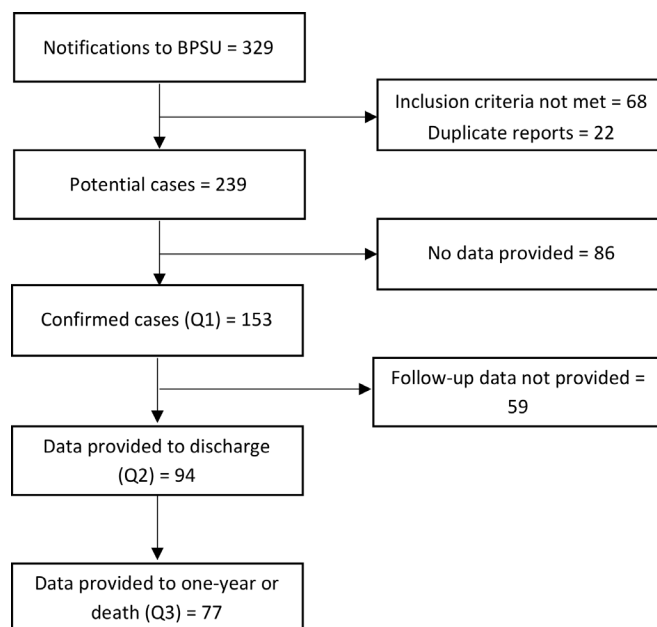 Notifications to BPSU = 329
Inclusion criteria not met = 68
Duplicate reports = 22
Potential cases = 239
No data provided = 86
Confirmed cases (Q1) = 153
Follow-up data not provided =
59
Data provided to discharge
(Q2) = 94
Data provided to one-year or
death (Q3) = 77